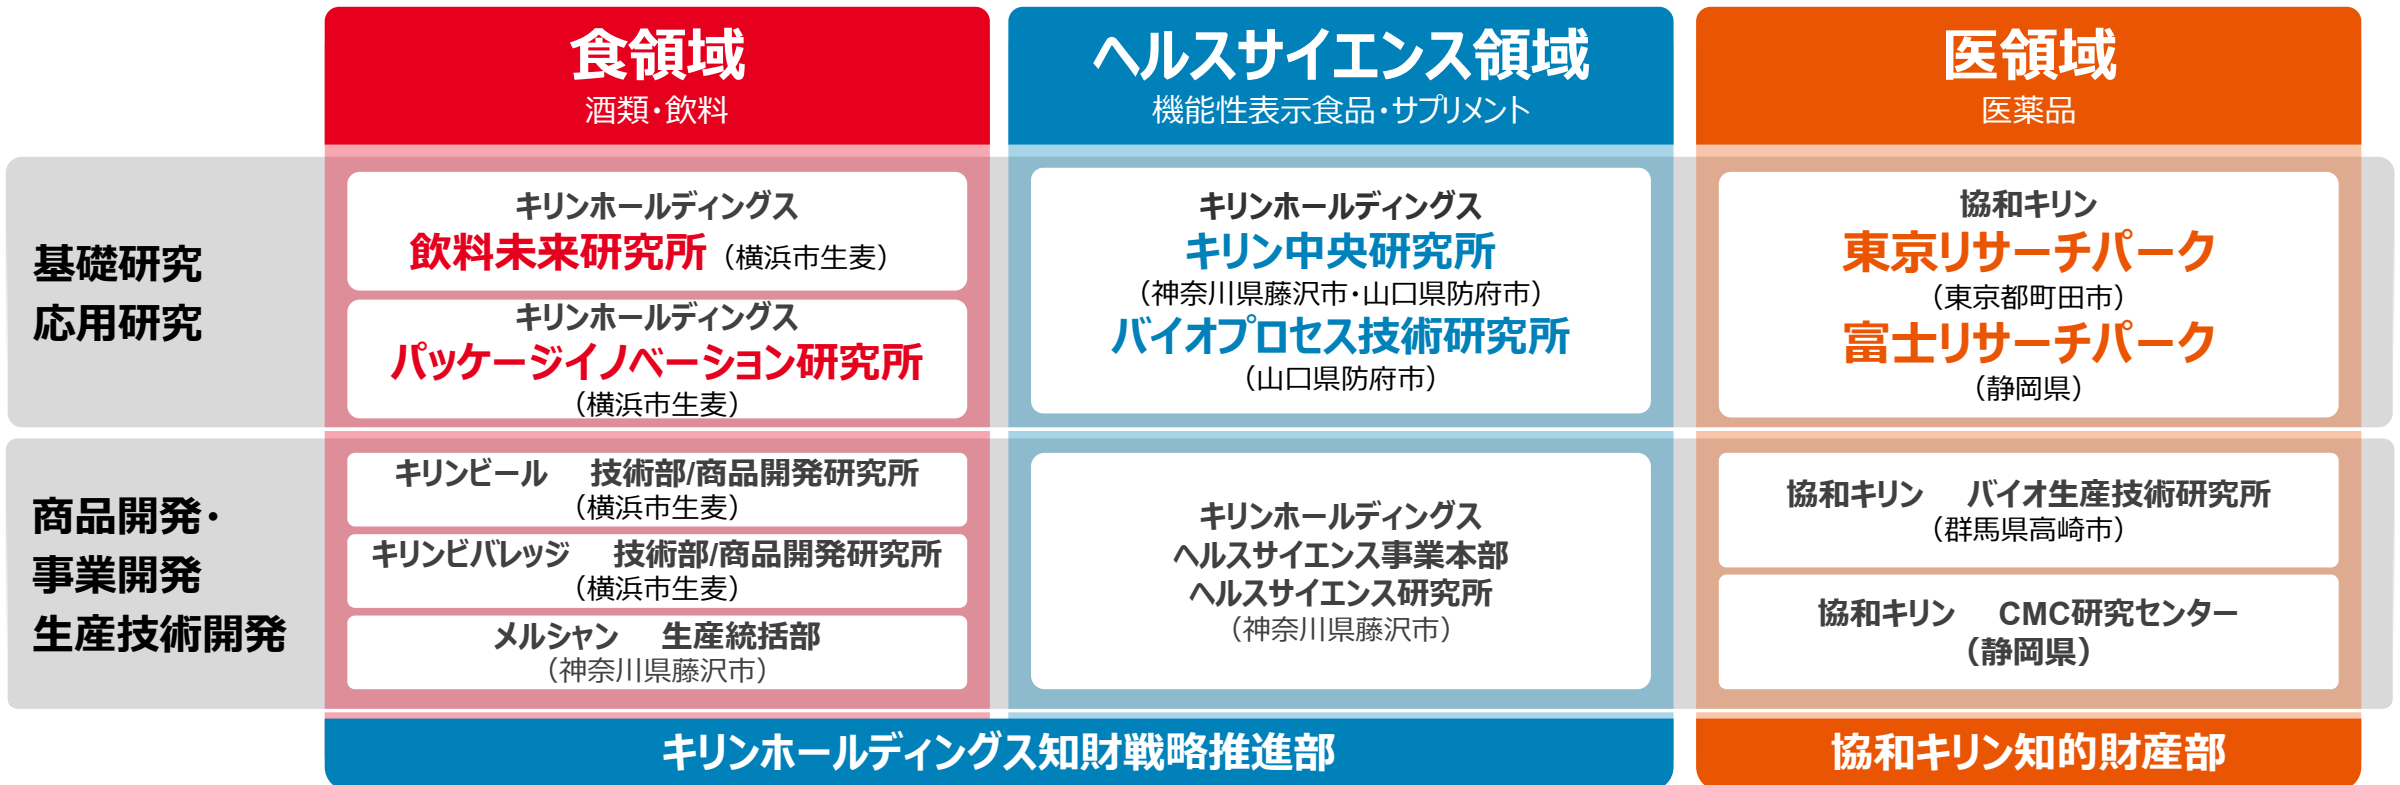 食領域
酒類・飲料
ヘルスサイエンス領域
機能性表示食品・サプリメント
医領域
医薬品
基礎研究
応用研究
キリンホールディングス
飲料未来研究所（横浜市生麦）
キリンホールディングス
パッケージイノベーション研究所
（横浜市生麦）
キリンホールディングス
キリン中央研究所
（神奈川県藤沢市・山口県防府市）
バイオプロセス技術研究所
（山口県防府市）
協和キリン
東京リサーチパーク
（東京都町田市）
富士リサーチパーク
（静岡県）
商品開発・
事業開発
生産技術開発
キリンビール　技術部/商品開発研究所
（横浜市生麦）
キリンビバレッジ　技術部/商品開発研究所
（横浜市生麦）
メルシャン　生産統括部
（神奈川県藤沢市）
キリンホールディングス
ヘルスサイエンス事業本部
ヘルスサイエンス研究所
（神奈川県藤沢市）
協和キリン　バイオ生産技術研究所
（群馬県高崎市）
協和キリン　CMC研究センター
（静岡県）
キリンホールディングス知財戦略推進部
協和キリン知的財産部